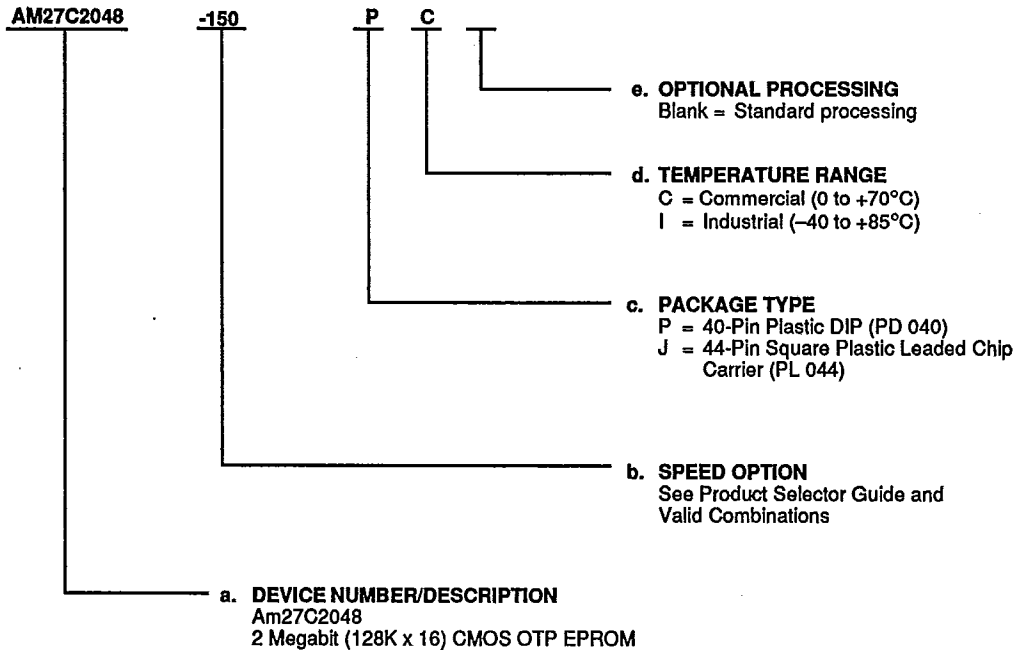 AM27C2048 -150 P C
e. OPTIONAL PROCESSING
Blank = Standard processing
d. TEMPERATURE RANGE
C = Commercial (0 to +70°C)
I = Industrial (–40 to +85°C)
c. PACKAGE TYPE
P = 40-Pin Plastic DIP (PD 040)
J = 44-Pin Square Plastic Leaded Chip
Carrier (PL 044)
b. SPEED OPTION
See Product Selector Guide and
Valid Combinations
a. DEVICE NUMBER/DESCRIPTION
Am27C2048
2 Megabit (128K x 16) CMOS OTP EPROM